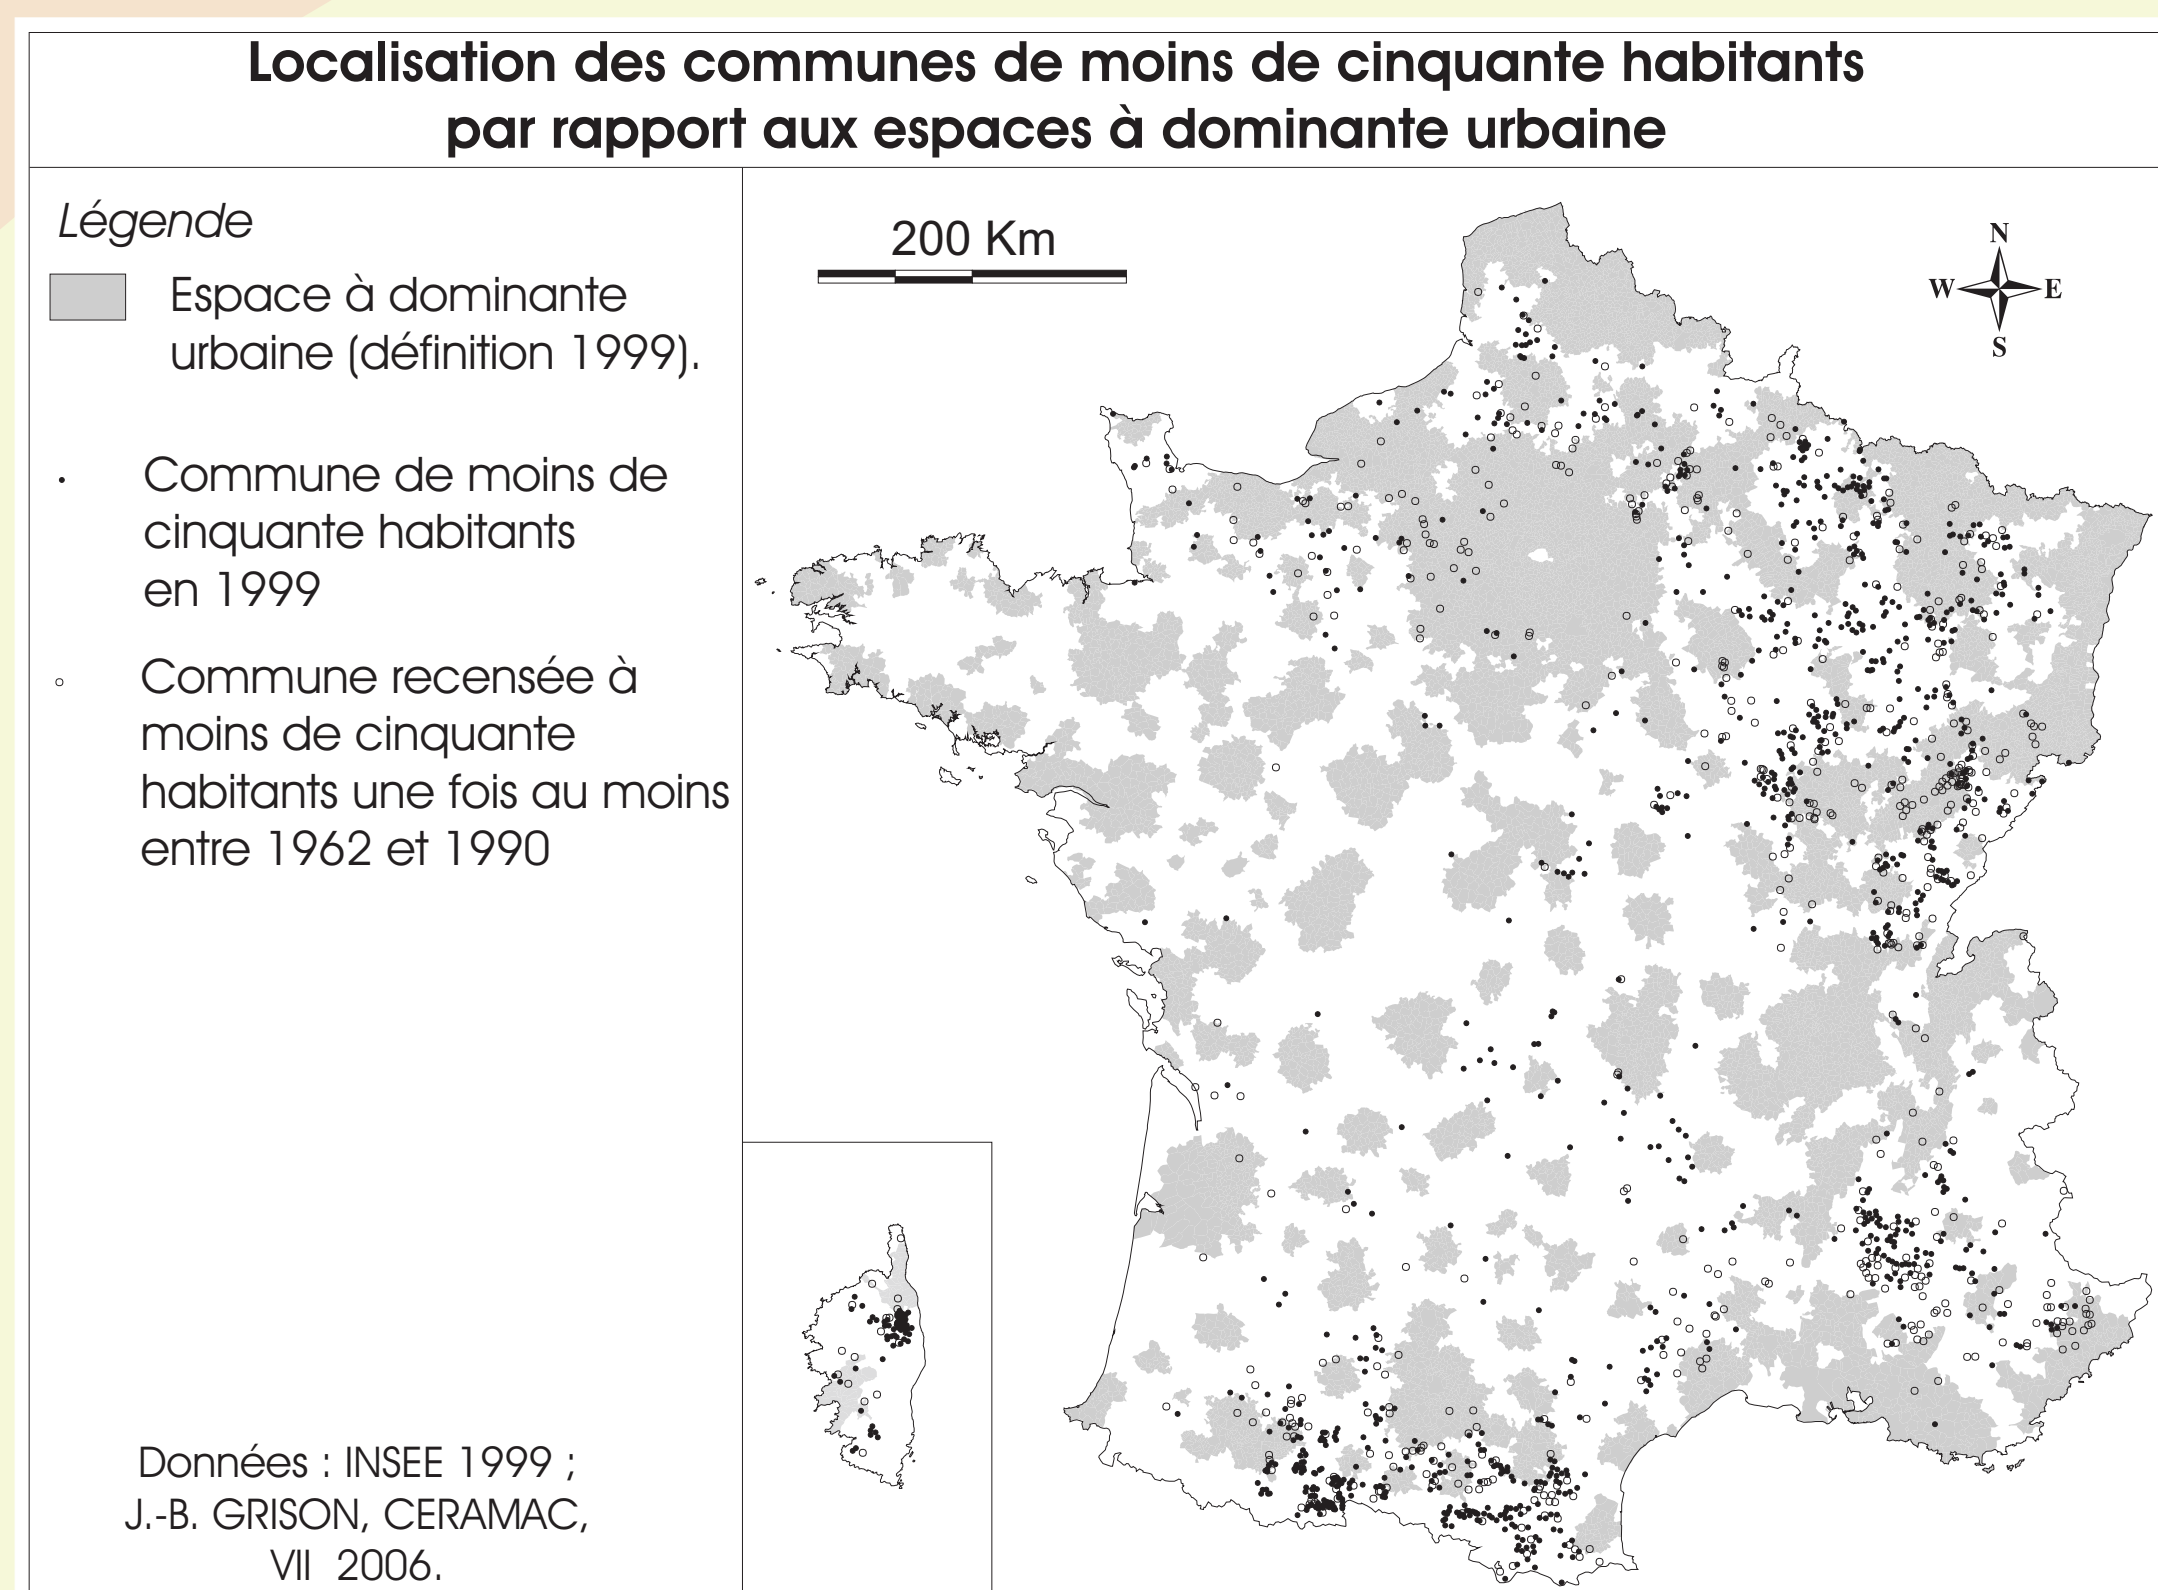 Localisation des communes de moins de cinquante habitants
par rapport aux espaces à dominante urbaine
Légende
Espace à dominante
urbaine (définition 1999).
Commune de moins de
cinquante habitants
en 1999
Commune recensée à
moins de cinquante
habitants une fois au moins
entre 1962 et 1990
Données : INSEE 1999 ;
J.-B. GRISON, CERAMAC,
VII 2006.
200 Km
N
W E
S